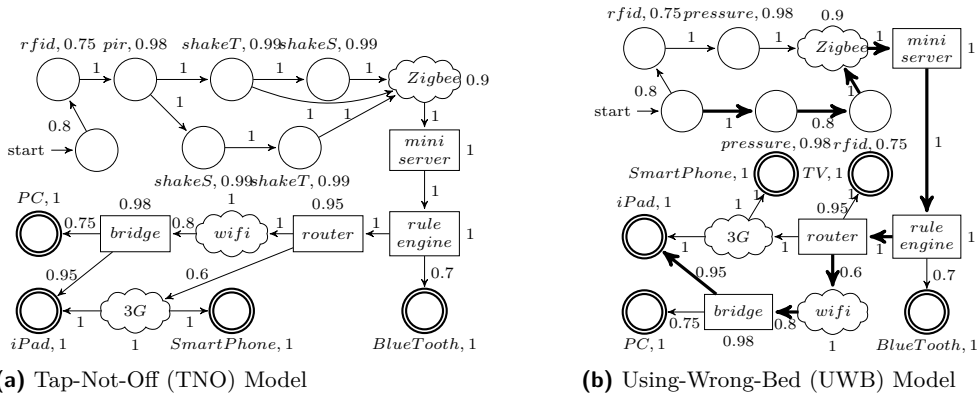 rfid, 0.75 pir, 0.98 shakeT, 0.99 shakeS, 0.99
1 1 1
Zigbee 0.9
0.8 1 1 1 1
start
shakeS, 0.99 shakeT, 0.99
mini server 1
1
PC, 1 0.98 1 0.95
0.75 bridge 0.8 wifi 1 router 1 rule engine 1
0.95 0.6 0.7
1 3G 1
iPad, 1 1 SmartPhone, 1 BlueTooth, 1
(a) Tap-Not-Off (TNO) Model
rfid, 0.75 pressure, 0.98 0.9
1 1 Zigbee 1 mini server 1
0.8 1
start 1 0.8
pressure, 0.98 rfid, 0.75
1
SmartPhone, 1 TV, 1
iPad, 1 1 1 1 0.95
1 3G 1 router 1 rule engine 1
0.95 0.6 0.7
PC, 1 0.75 bridge 0.8 wifi
0.98 1 BlueTooth, 1
(b) Using-Wrong-Bed (UWB) Model